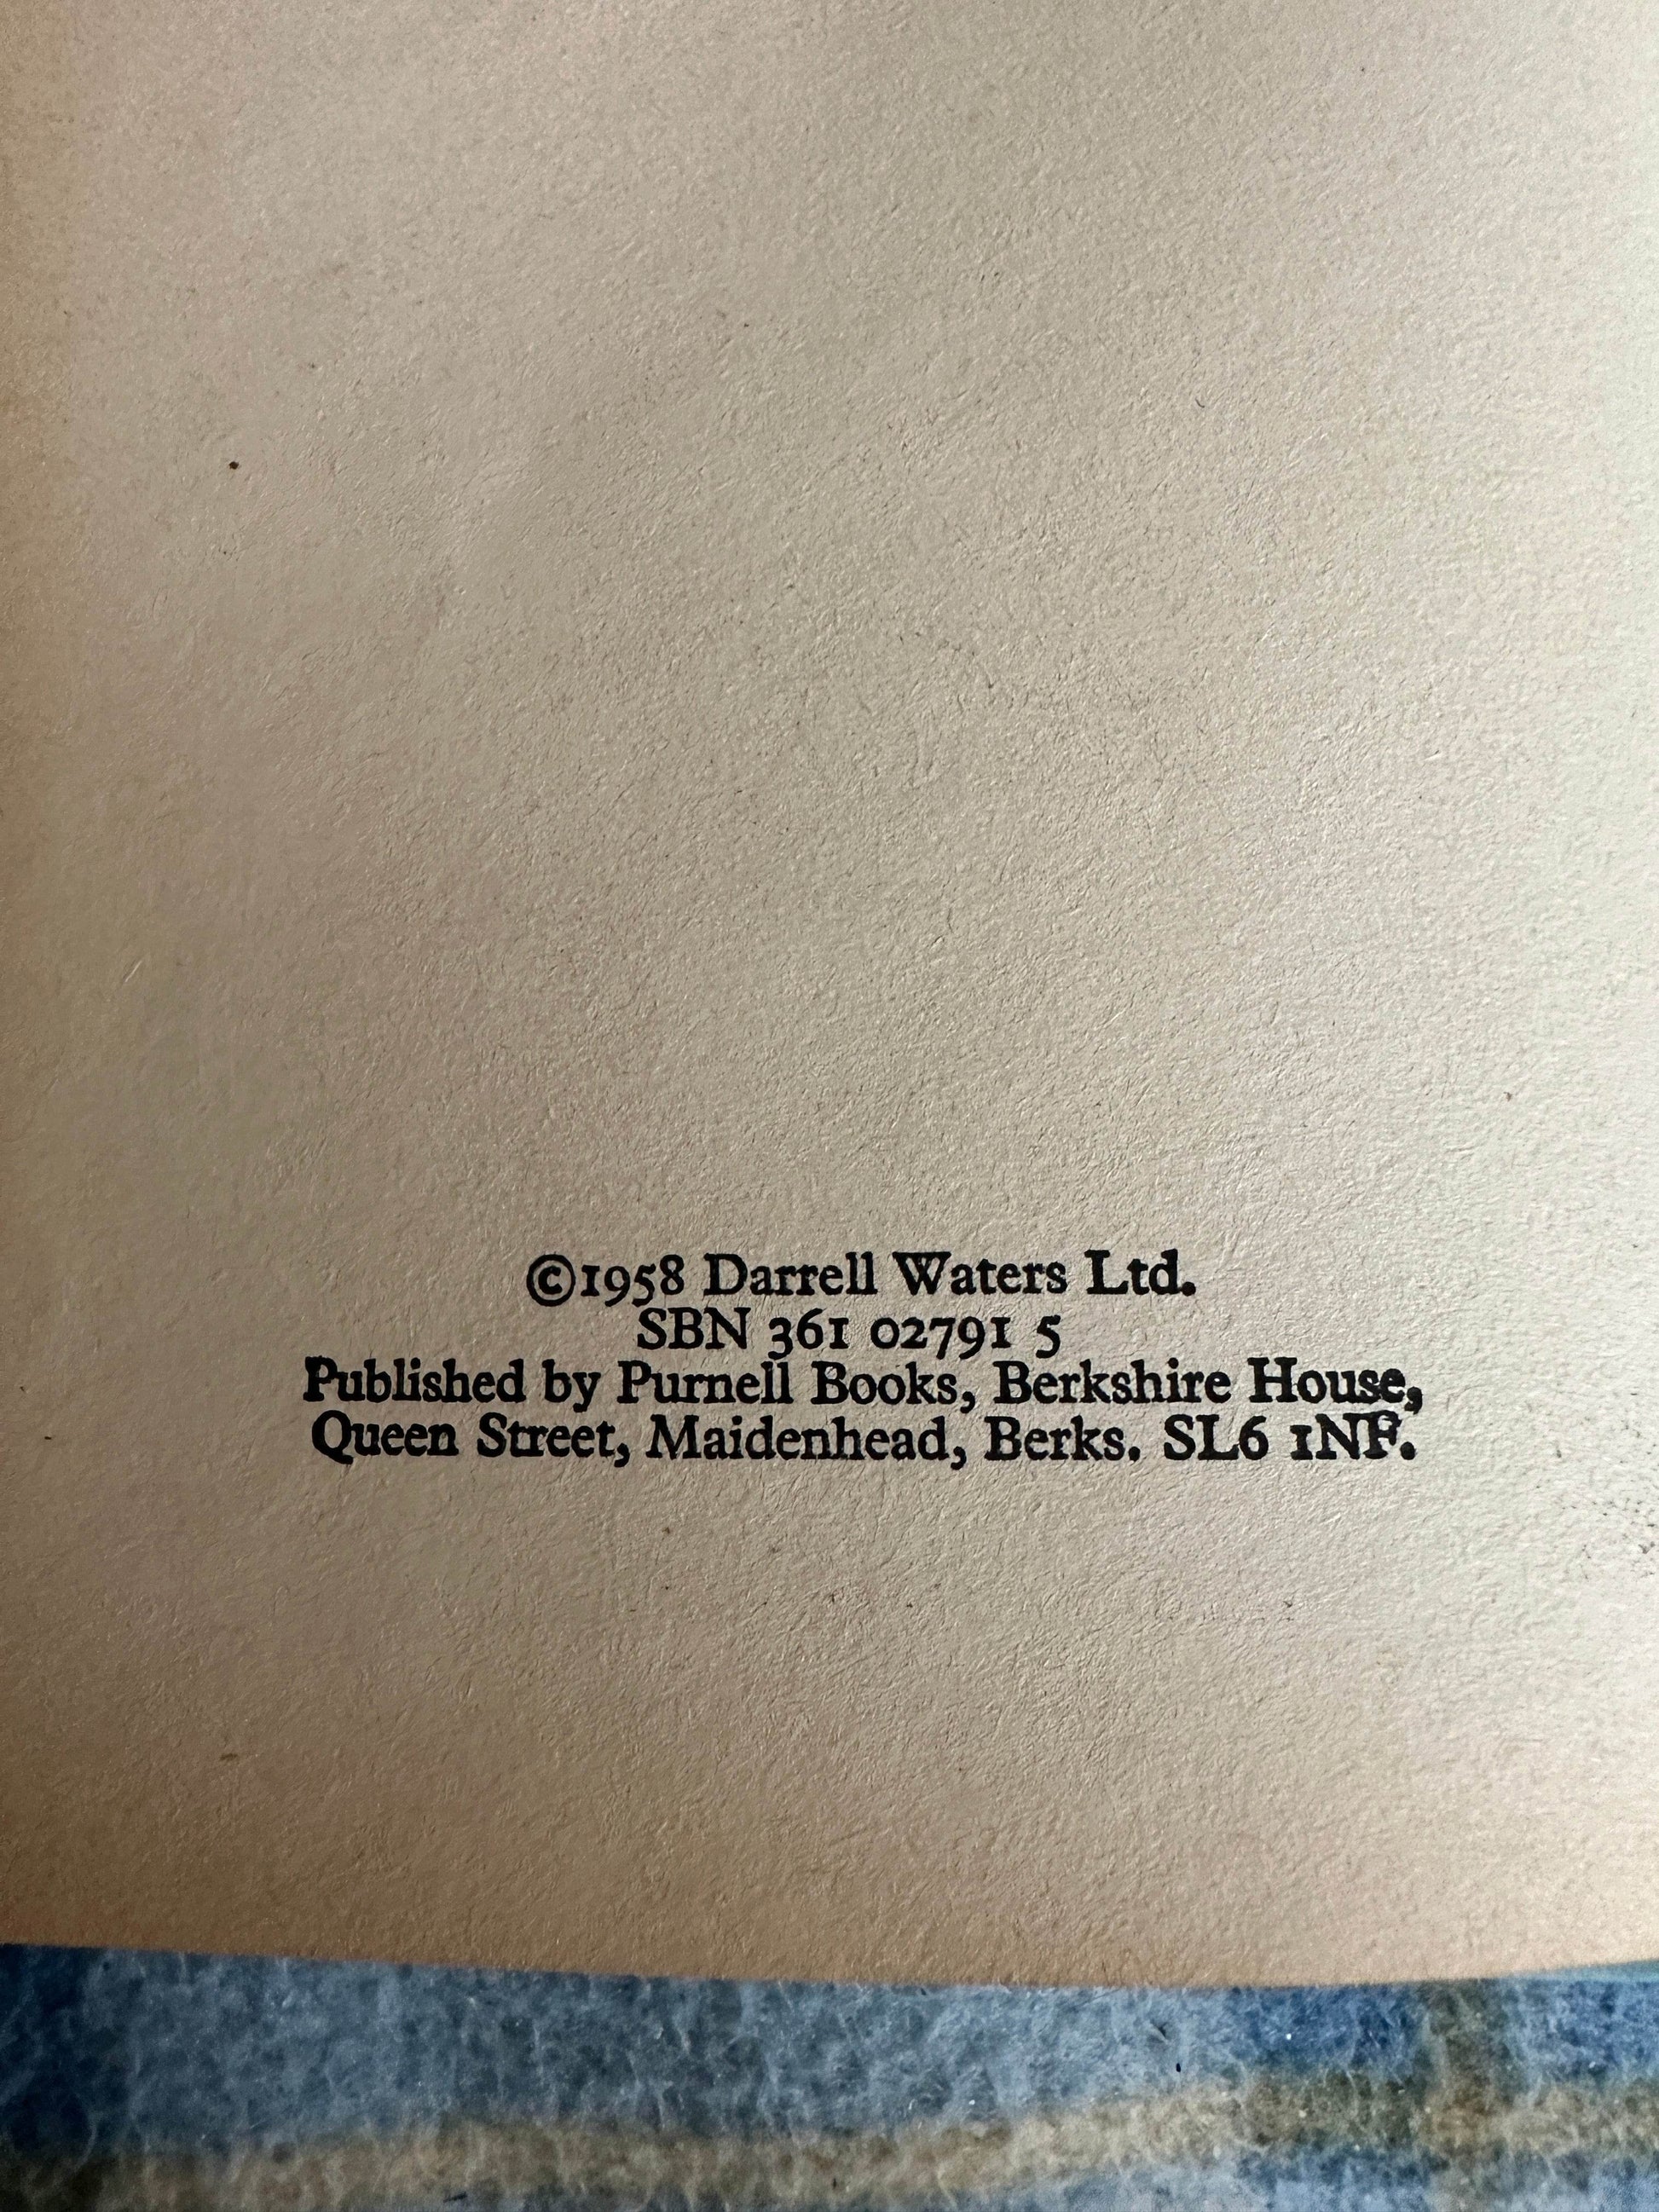 ©1958 Darrell Waters Ltd.
SBN 361 02791 5
Published by Purnell Books, Berkshire House,
Queen Street, Maidenhead, Berks. SL6 1NF.